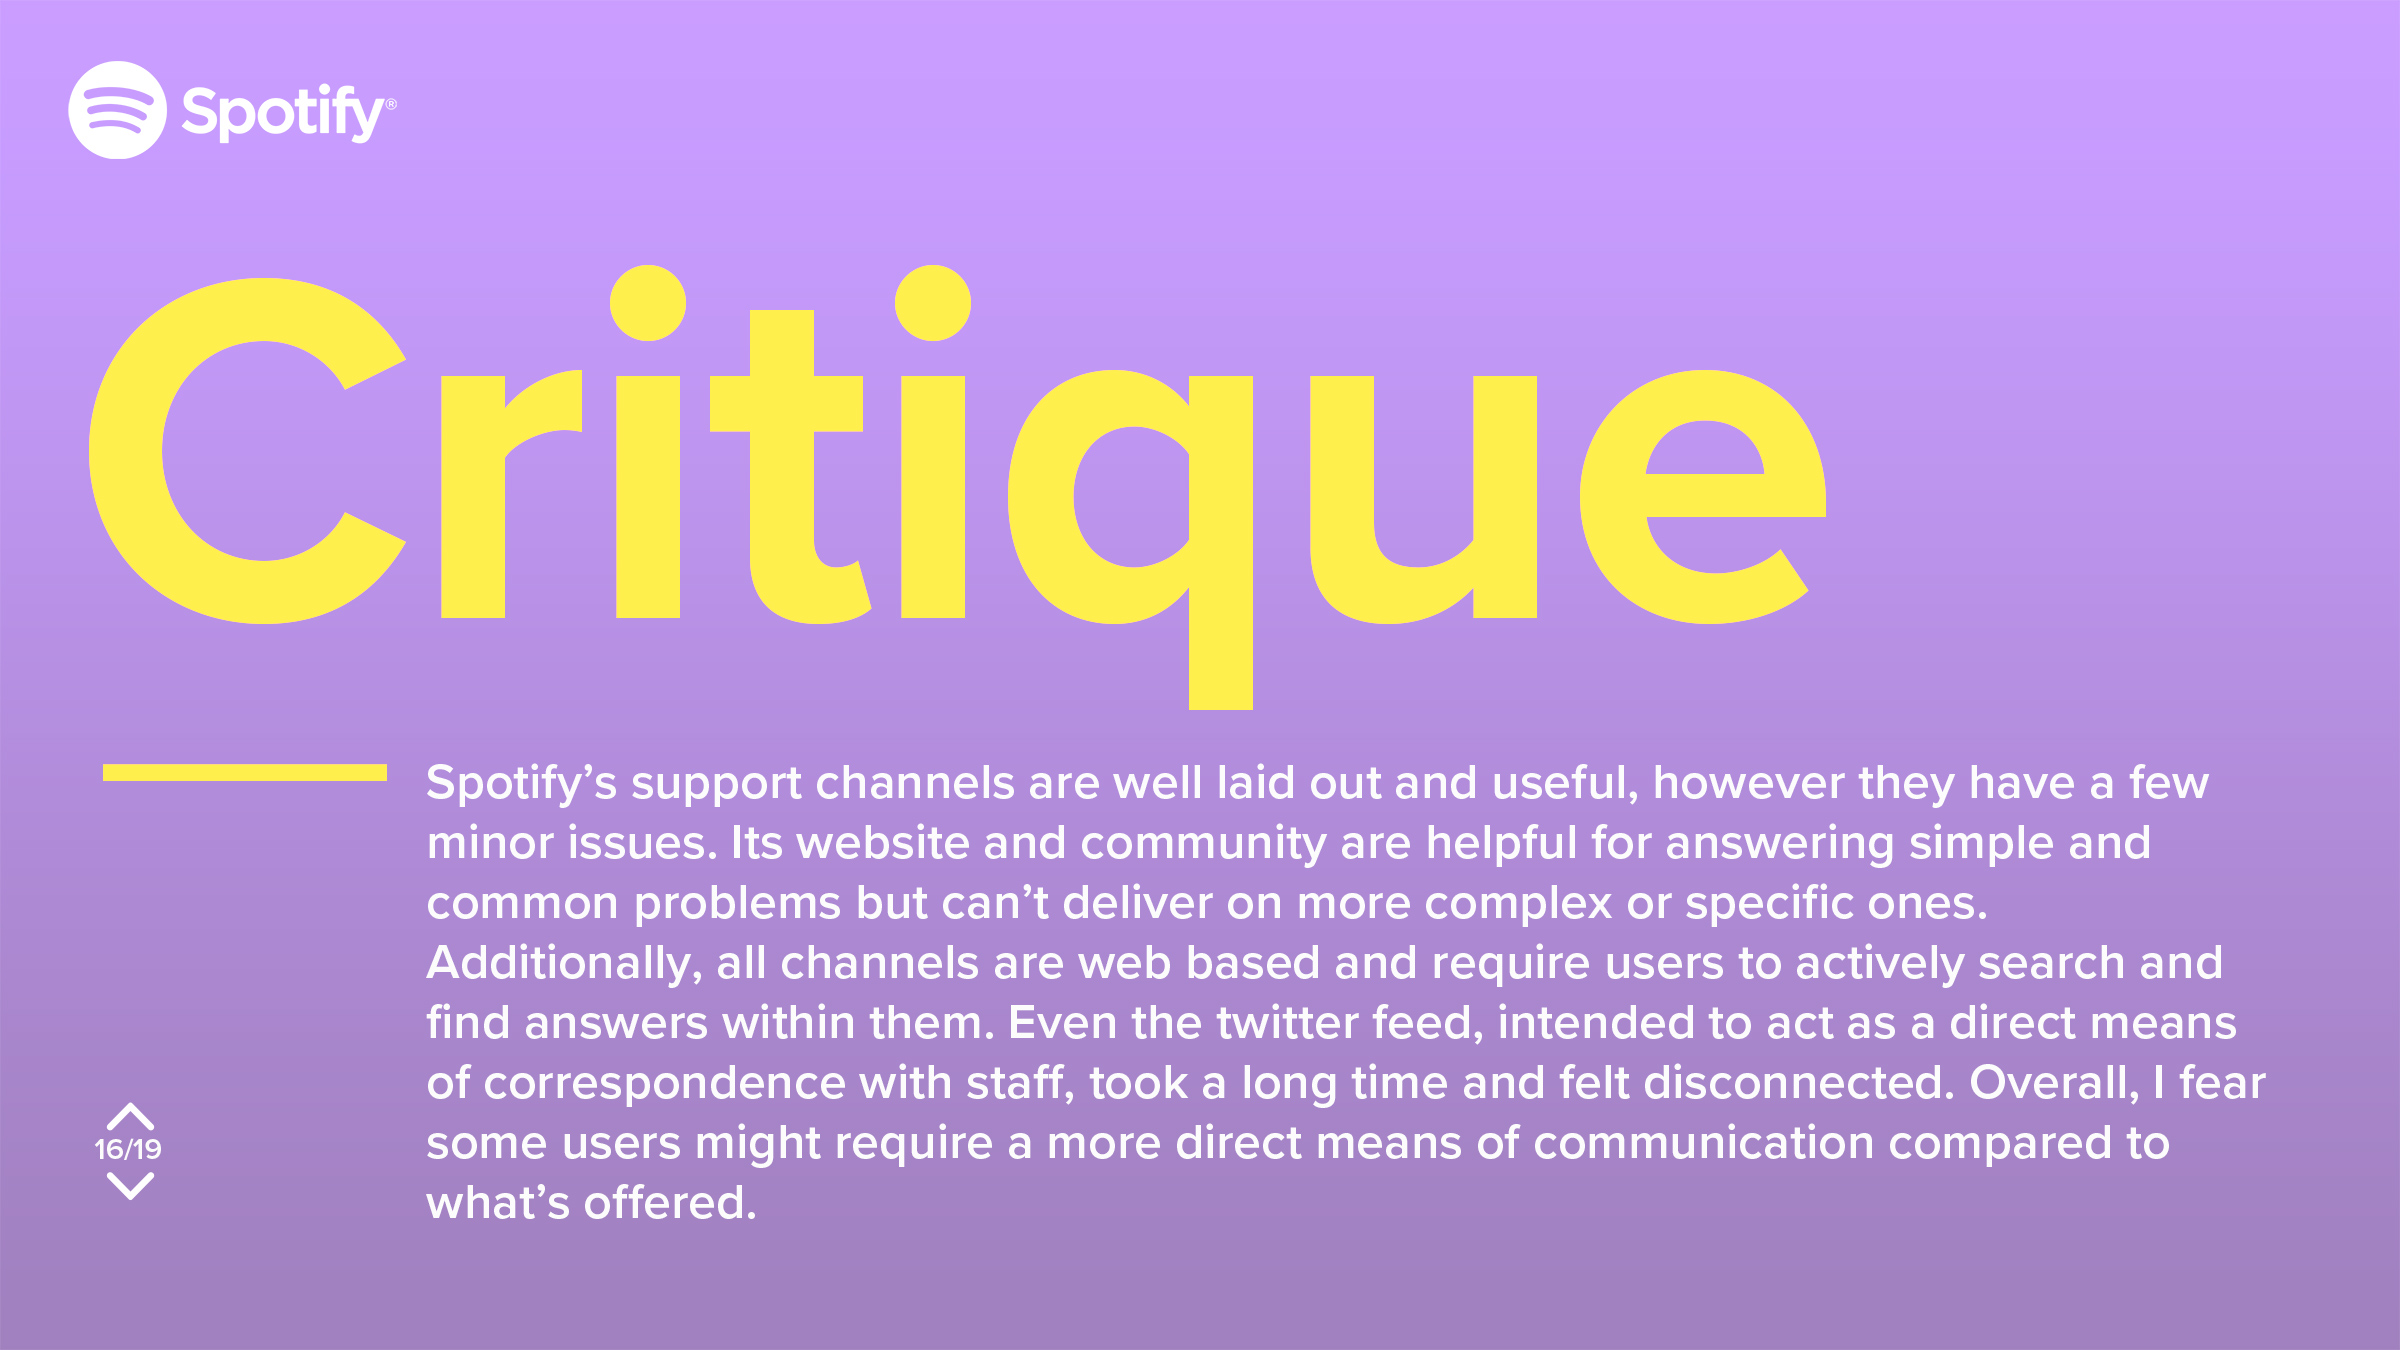 Spotify®
Critique
Spotify’s support channels are well laid out and useful, however they have a few
minor issues. Its website and community are helpful for answering simple and
common problems but can’t deliver on more complex or specific ones.
Additionally, all channels are web based and require users to actively search and
find answers within them. Even the twitter feed, intended to act as a direct means
of correspondence with staff, took a long time and felt disconnected. Overall, I fear
some users might require a more direct means of communication compared to
what’s offered.
16/19